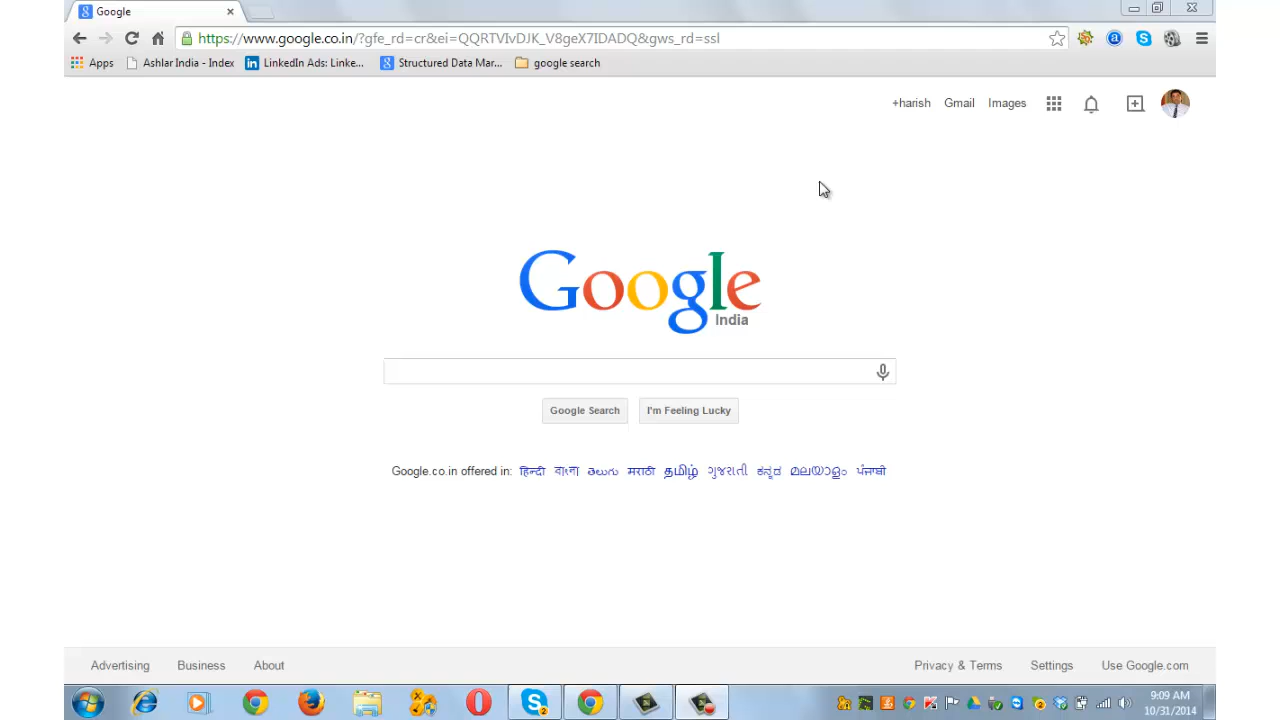 Google
https://www.google.co.in/?gfe_rd=cr&ei=QQRTVIvDJK_V8geX7IDADQ&gws_rd=ssl
Apps Ashlar India - Index LinkedIn Ads: Linke... Structured Data Mar... google search
+harish Gmail Images
Google
India
Google Search I'm Feeling Lucky
Google.co.in offered in: हिन्दी বাংলা తెలుగు मराठी தமிழ் ગુજરાતી ಕನ್ನಡ മലയാളം ਪੰਜਾਬੀ
Advertising Business About Privacy & Terms Settings Use Google.com
9:09 AM
10/31/2014